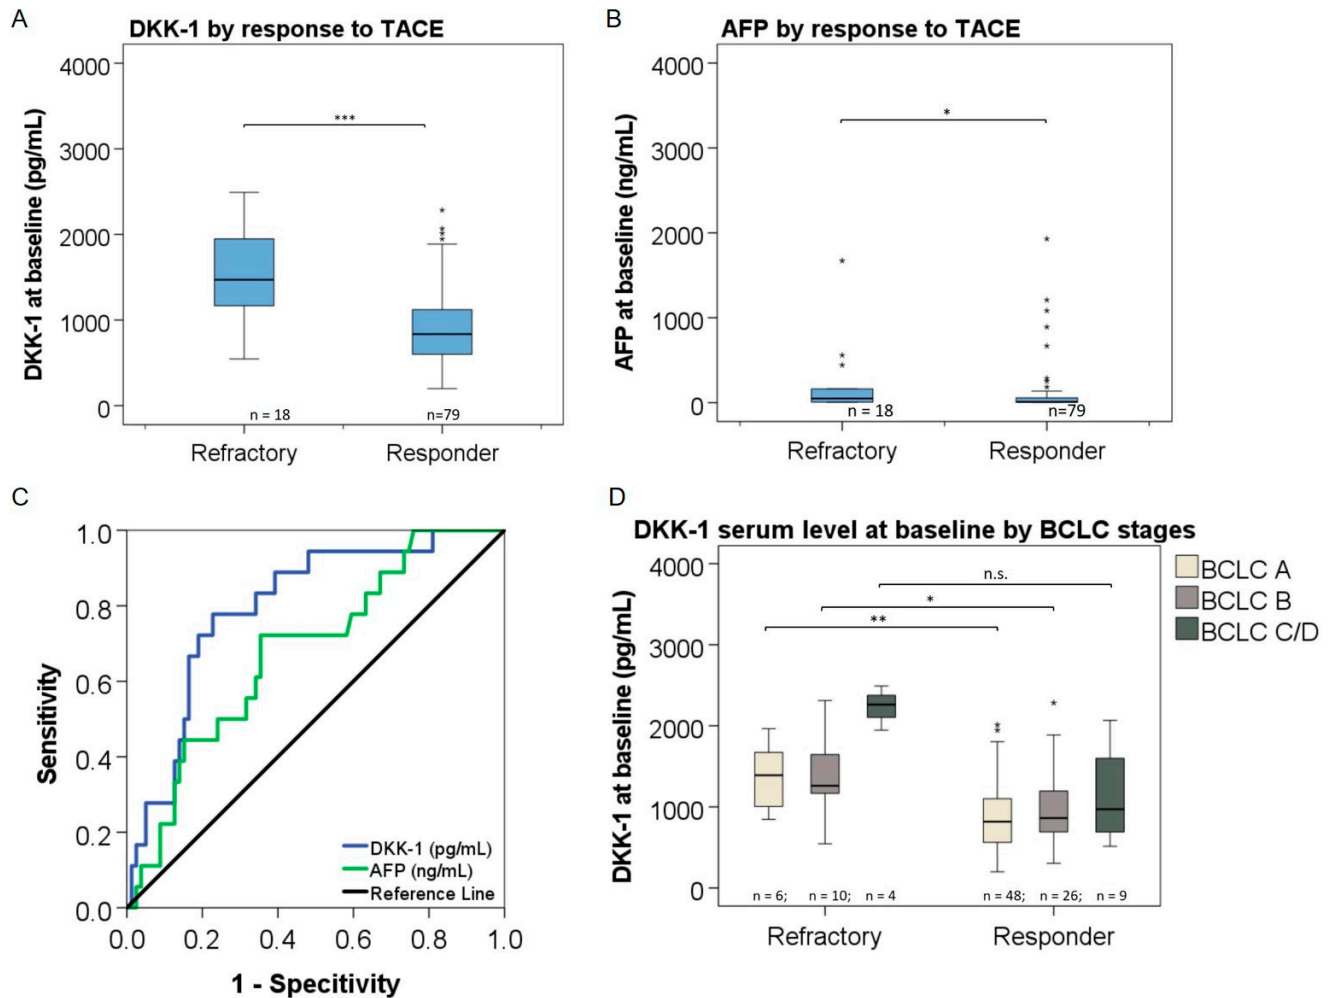 A
DKK-1 by response to TACE
DKK-1 at baseline (pg/mL)
4000
3000
2000
1000
0
***
*
*
*
*
n = 18
n=79
Refractory
Responder
B
AFP by response to TACE
AFP at baseline (ng/mL)
4000
3000
2000
1000
0
*
n = 18
n=79
Refractory
Responder
C
Sensitivity
1.0
0.8
0.6
0.4
0.2
0.0
DKK-1 (pg/mL)
AFP (ng/mL)
Reference Line
0.0 0.2 0.4 0.6 0.8 1.0
1 - Specitivity
D
DKK-1 serum level at baseline by BCLC stages
DKK-1 at baseline (pg/mL)
4000
3000
2000
1000
0
n.s.
*
**
n = 6; n = 10; n = 4
n = 48; n = 26; n = 9
Refractory
Responder
BCLC A
BCLC B
BCLC C/D